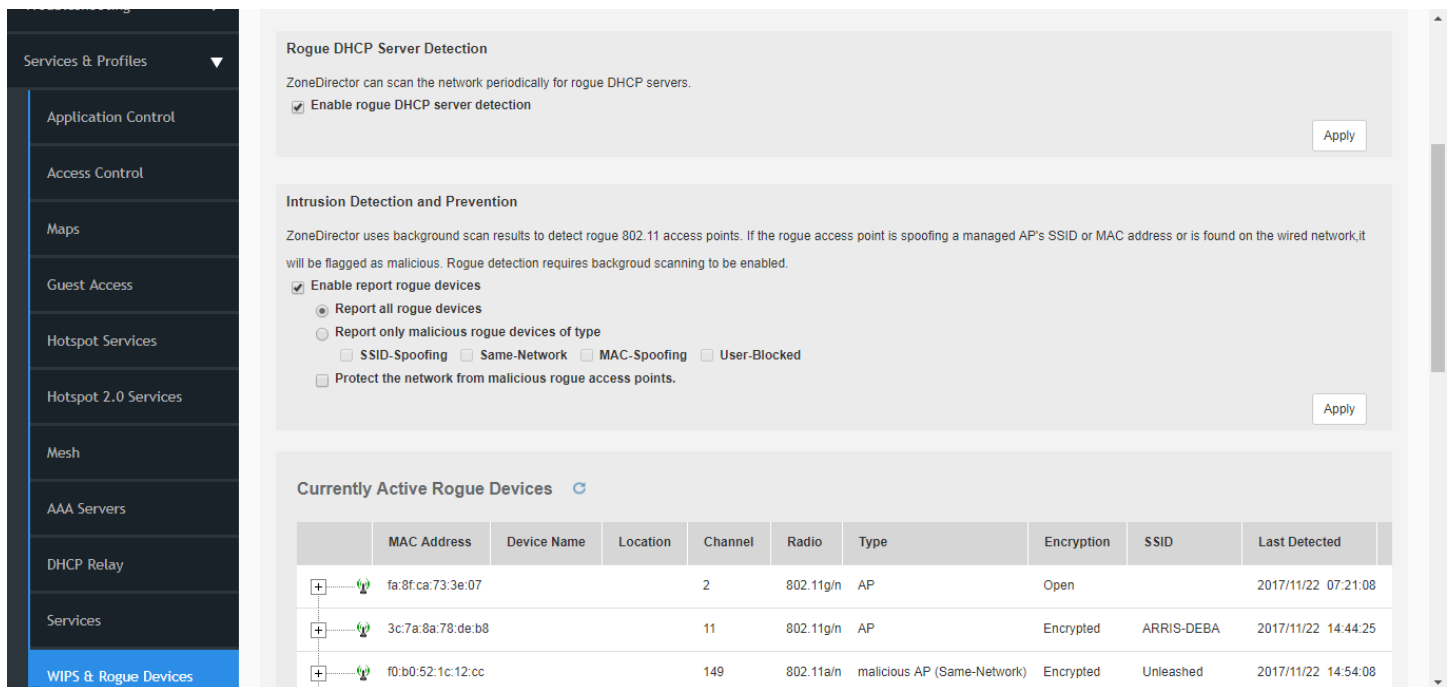 Services & Profiles
Application Control
Access Control
Maps
Guest Access
Hotspot Services
Hotspot 2.0 Services
Mesh
AAA Servers
DHCP Relay
Services
WIPS & Rogue Devices
Rogue DHCP Server Detection
ZoneDirector can scan the network periodically for rogue DHCP servers.
Enable rogue DHCP server detection
Apply
Intrusion Detection and Prevention
ZoneDirector uses background scan results to detect rogue 802.11 access points. If the rogue access point is spoofing a managed AP's SSID or MAC address or is found on the wired network,it
will be flagged as malicious. Rogue detection requires backgroud scanning to be enabled.
Enable report rogue devices
Report all rogue devices
Report only malicious rogue devices of type
SSID-Spoofing Same-Network MAC-Spoofing User-Blocked
Protect the network from malicious rogue access points.
Apply
Currently Active Rogue Devices
MAC Address Device Name Location Channel Radio Type Encryption SSID Last Detected
fa:8f:ca:73:3e:07 2 802.11g/n AP Open 2017/11/22 07:21:08
3c:7a:8a:78:de:b8 11 802.11g/n AP Encrypted ARRIS-DEBA 2017/11/22 14:44:25
f0:b0:52:1c:12:cc 149 802.11a/n malicious AP (Same-Network) Encrypted Unleashed 2017/11/22 14:54:08